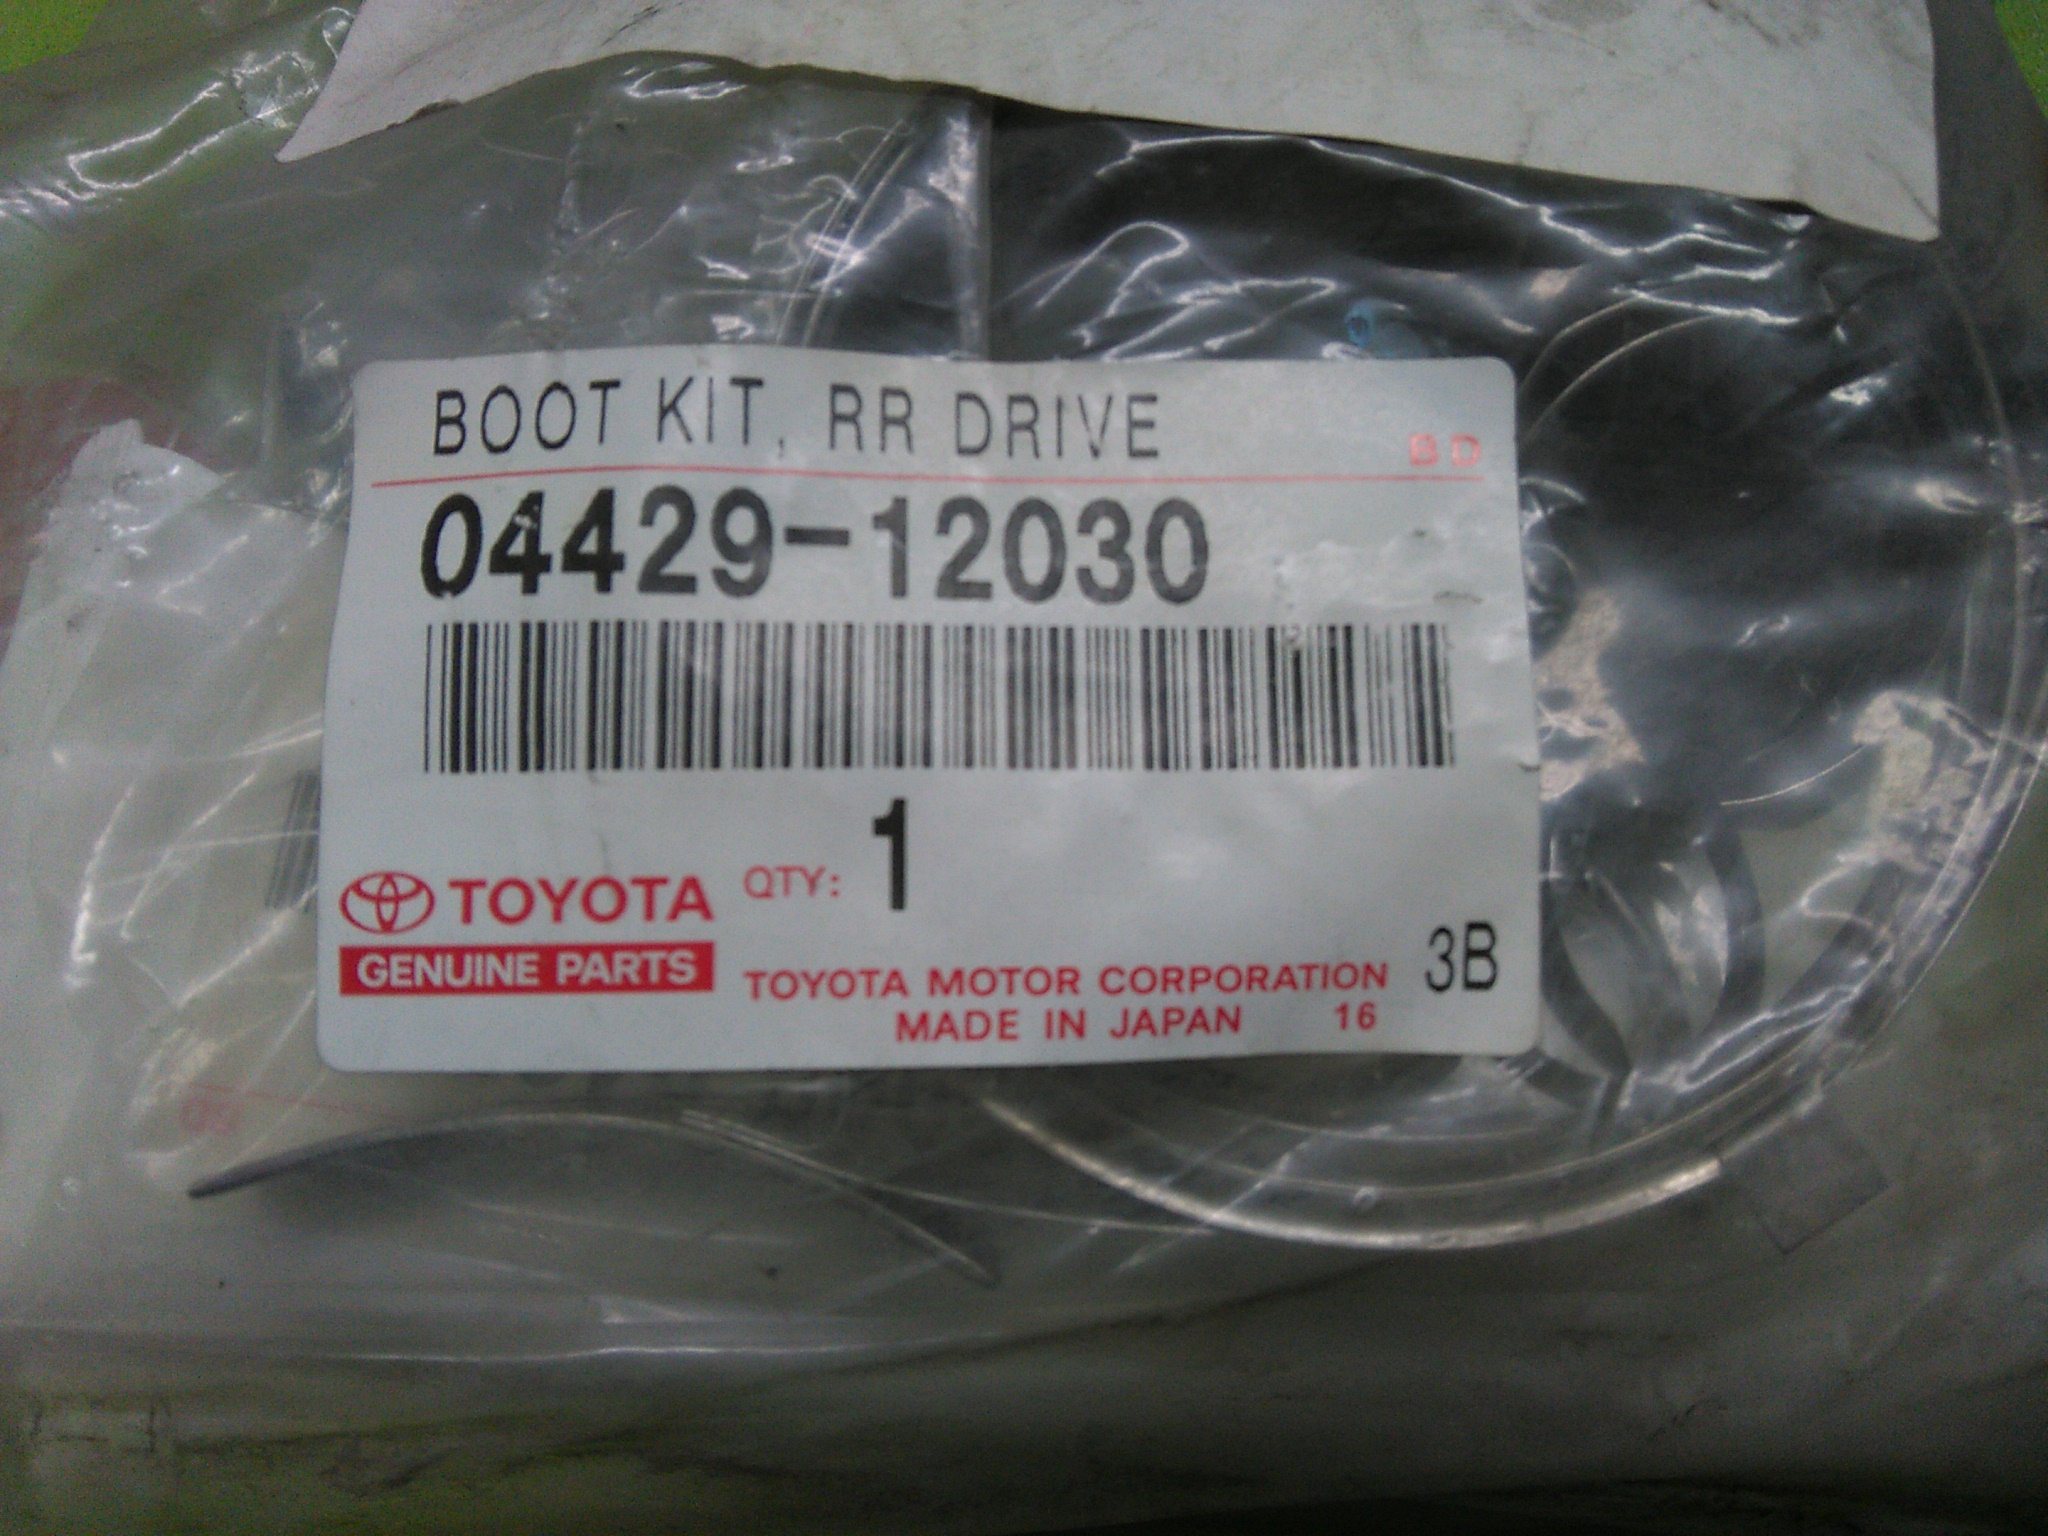 BOOT KIT, RR DRIVE
BD
04429-12030
QTY: 1
TOYOTA
GENUINE PARTS
3B
TOYOTA MOTOR CORPORATION
MADE IN JAPAN 16